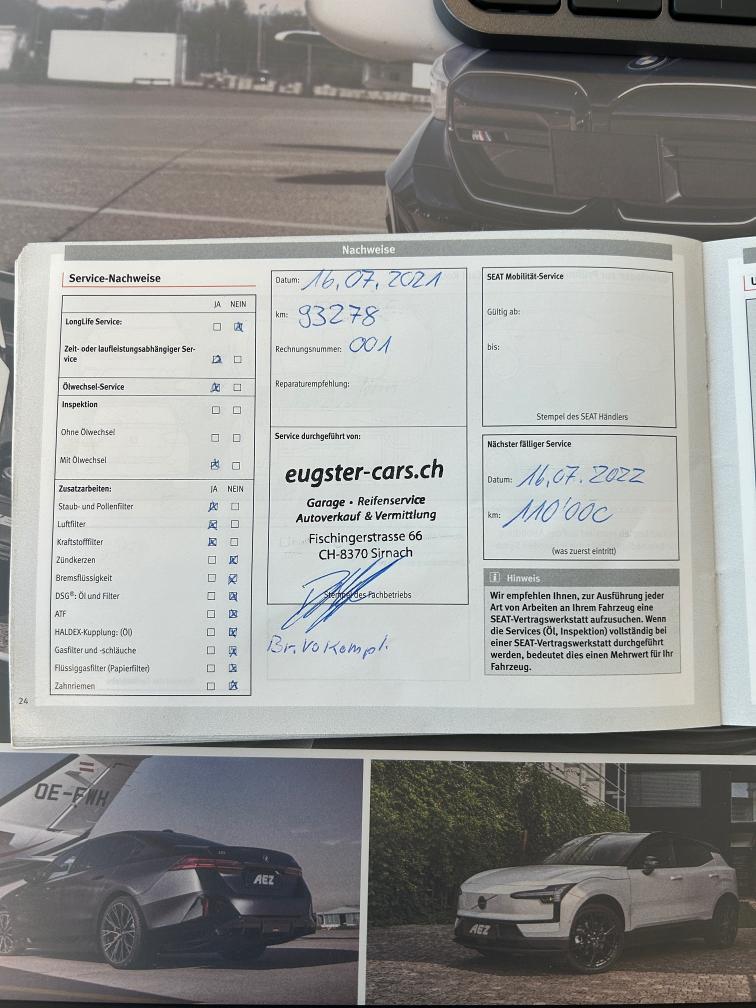 Nachweise
Service-Nachweise
JA NEIN
LongLife Service:
Zeit- oder laufleistungsabhängiger Ser-
vice
Ölwechsel-Service
Inspektion
Ohne Ölwechsel
Mit Ölwechsel
Zusatzarbeiten: JA NEIN
Staub- und Pollenfilter
Luftfilter
Kraftstofffilter
Zündkerzen
Bremsflüssigkeit
DSG®: Öl und Filter
ATF
HALDEX-Kupplung: (Öl)
Gasfilter und -schläuche
Flüssiggasfilter (Papierfilter)
Zahnriemen
24
Datum: 16.07.2021
km: 93278
Rechnungsnummer: 001
Reparaturempfehlung:
Service durchgeführt von:
eugster-cars.ch
Garage • Reifenservice
Autoverkauf & Vermittlung
Fischingerstrasse 66
CH-8370 Sirnach
Stempel des Fachbetriebs
Br. Vo Kompl.
SEAT Mobilität-Service
Gültig ab:
bis:
Stempel des SEAT Händlers
Nächster fälliger Service
Datum: 16.07.2022
km: 110'000
(was zuerst eintritt)
Hinweis
Wir empfehlen Ihnen, zur Ausführung jeder
Art von Arbeiten an Ihrem Fahrzeug eine
SEAT-Vertragswerkstatt aufzusuchen. Wenn
die Services (Öl, Inspektion) vollständig bei
einer SEAT-Vertragswerkstatt durchgeführt
werden, bedeutet dies einen Mehrwert für Ihr
Fahrzeug.
OE-FWH
AEZ
AEZ